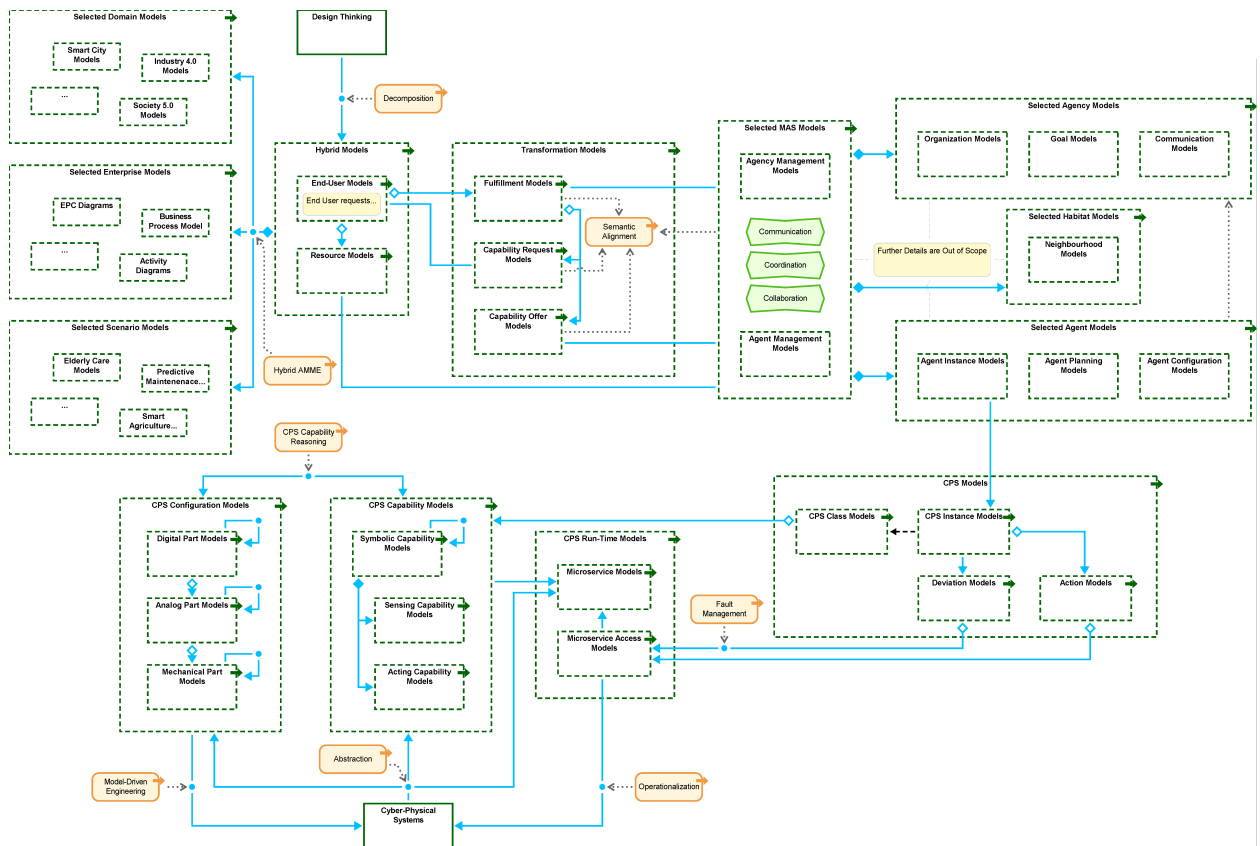 Selected Domain Models
Smart City
Models
Industry 4.0
Models
...
Society 5.0
Models
Design Thinking
Decomposition
Selected Enterprise Models
EPC Diagrams
Business
Process Model
...
Activity
Diagrams
Hybrid Models
End-User Models
End User requests...
Resource Models
Transformation Models
Fulfillment Models
Semantic
Alignment
Capability Request
Models
Capability Offer
Models
Selected MAS Models
Agency Management
Models
Communication
Coordination
Collaboration
Agent Management
Models
Selected Agency Models
Organization Models
Goal Models
Communication
Models
Further Details are Out of Scope
Selected Habitat Models
Neighbourhood
Models
Selected Agent Models
Agent Instance Models
Agent Planning
Models
Agent Configuration
Models
Selected Scenario Models
Elderly Care
Models
Predictive
Maintenenace...
...
Smart
Agriculture...
Hybrid AMME
CPS Capability
Reasoning
CPS Configuration Models
Digital Part Models
Analog Part Models
Mechanical Part
Models
CPS Capability Models
Symbolic Capability
Models
Sensing Capability
Models
Acting Capability
Models
CPS Run-Time Models
Microservice Models
Microservice Access
Models
Fault
Management
CPS Models
CPS Class Models
CPS Instance Models
Deviation Models
Action Models
Model-Driven
Engineering
Abstraction
Operationalization
Cyber-Physical
Systems